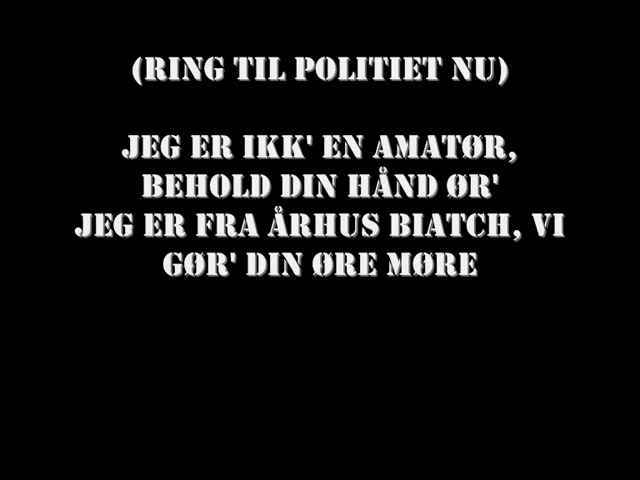 (RING TIL POLITIET NU)
JEG ER IKK' EN AMATØR,
BEHOLD DIN HÅND ØR'
JEG ER FRA ÅRHUS BIATCH, VI
GØR' DIN ØRE MØRE